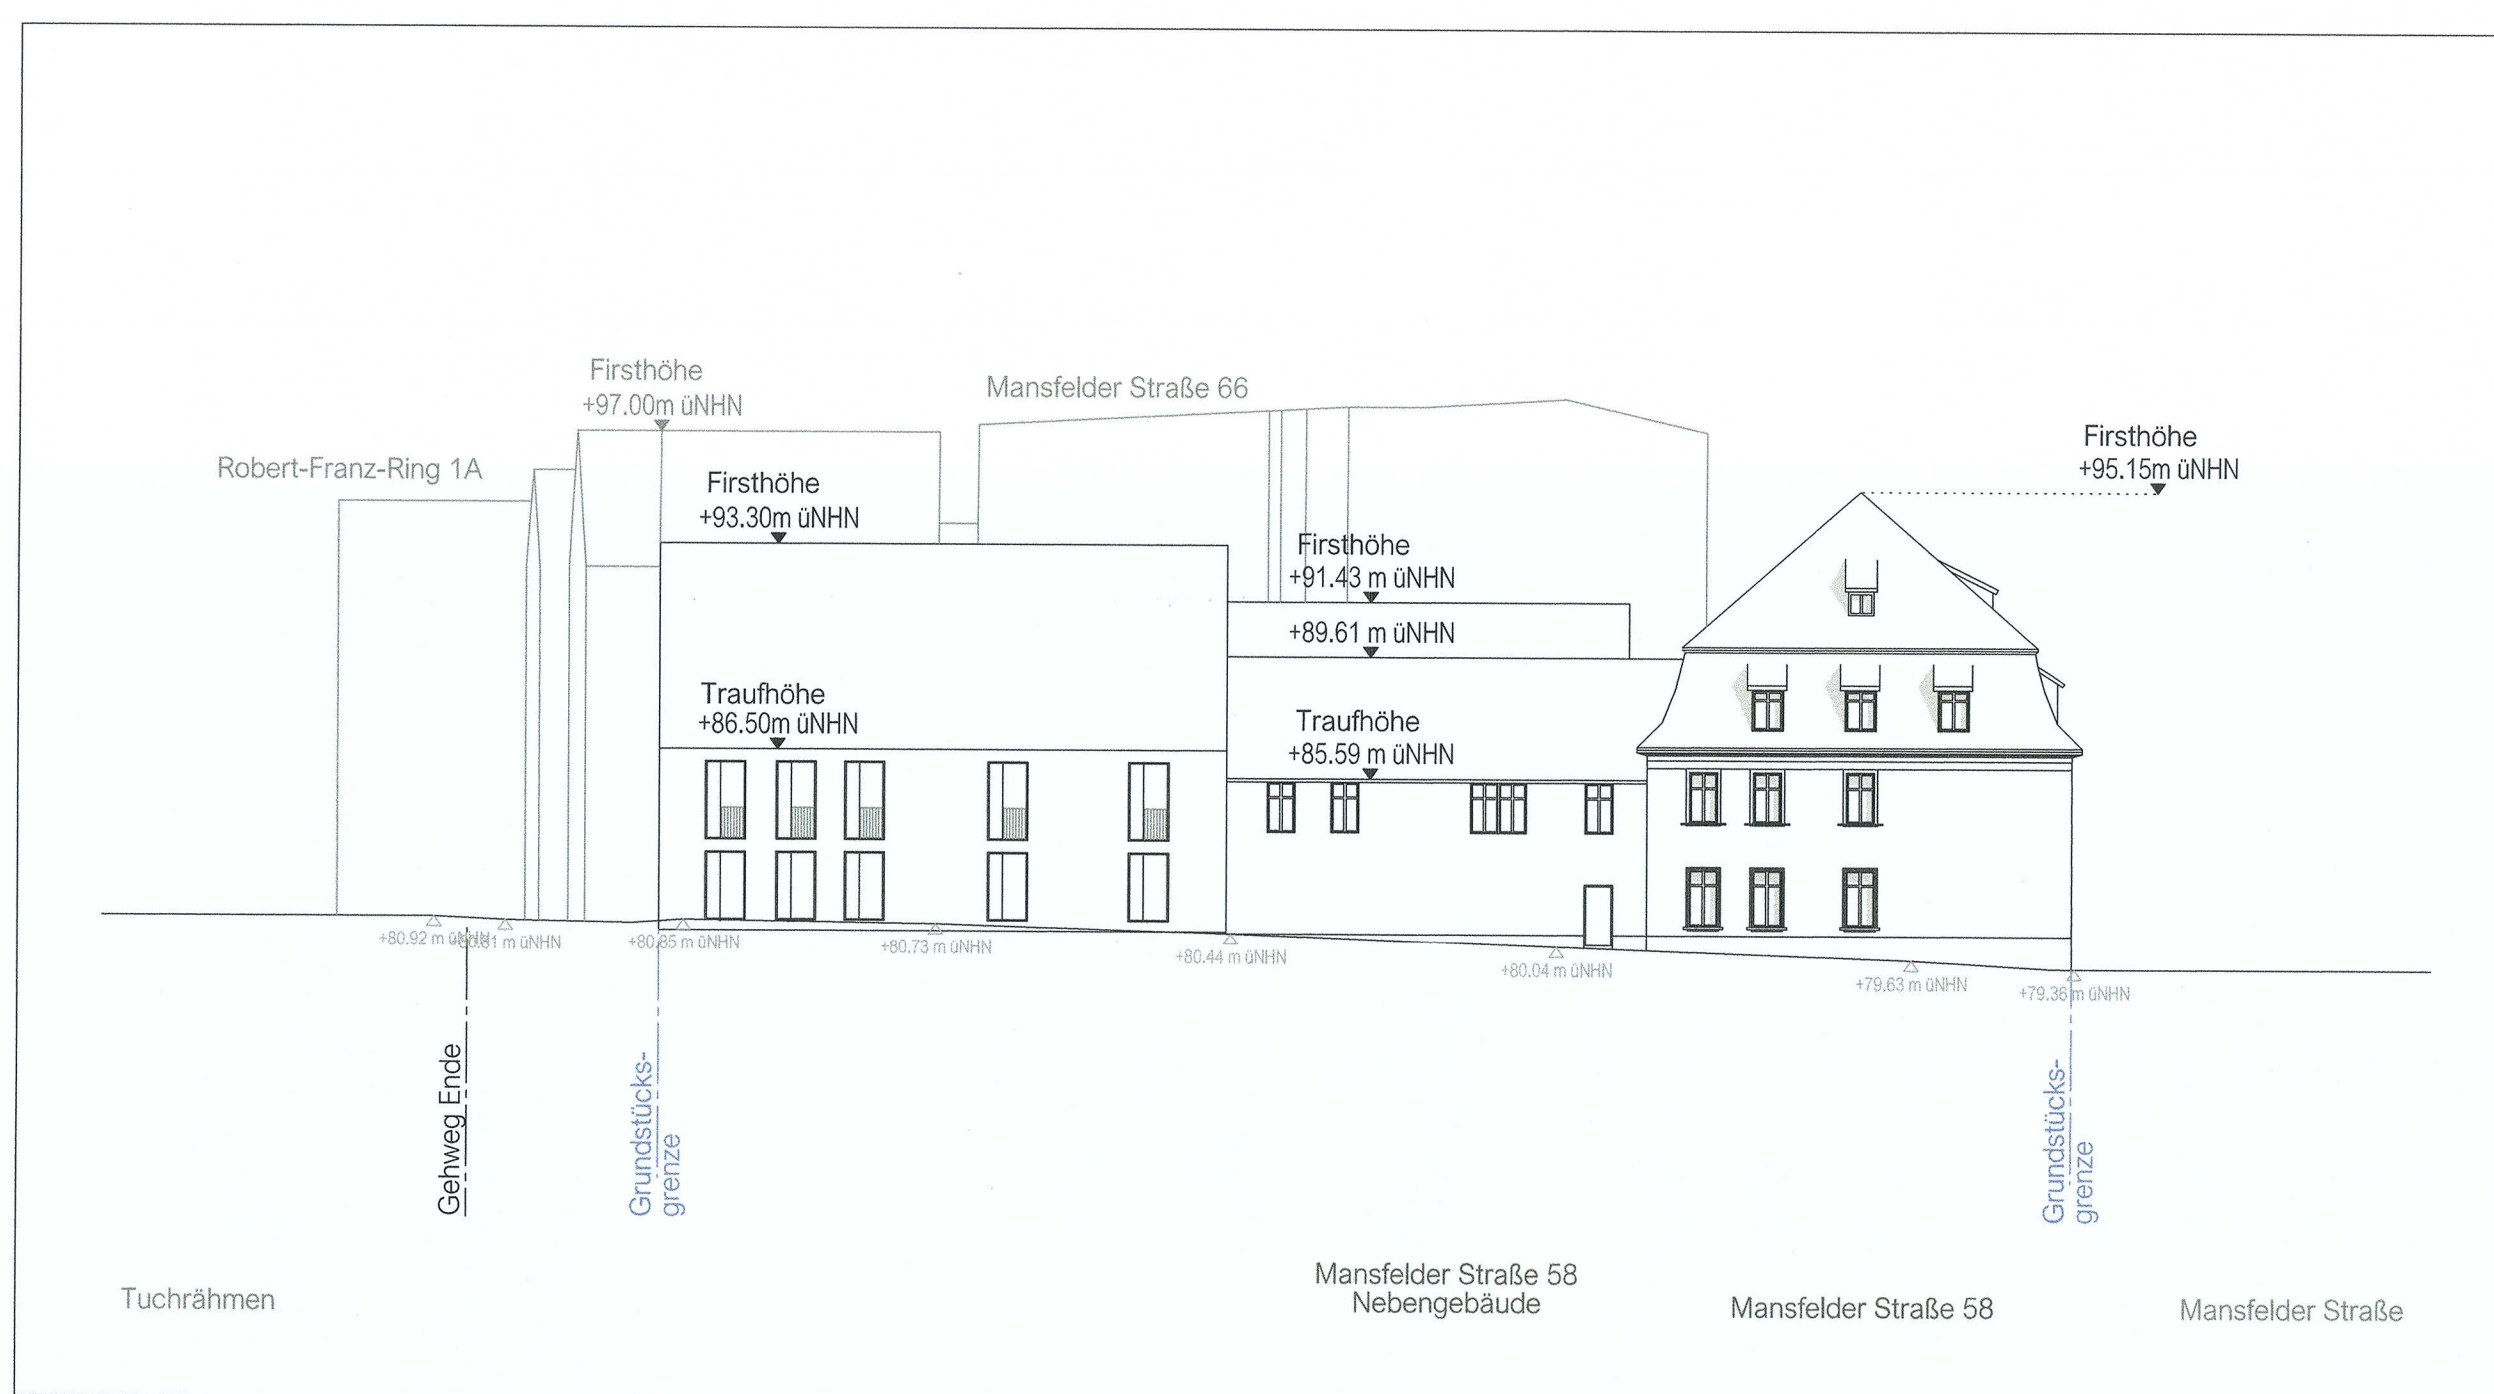 Firsthöhe
+97.00m üNHN
Mansfelder Straße 66
Robert-Franz-Ring 1A
Firsthöhe
+93.30m üNHN
Firsthöhe
+95.15m üNHN
Firsthöhe
+91.43 m üNHN
+89.61 m üNHN
Traufhöhe
+86.50m üNHN
Traufhöhe
+85.59 m üNHN
+80.92 m üNHN
+80.81 m üNHN
+80.85 m üNHN
+80.73 m üNHN
+80.44 m üNHN
+80.04 m üNHN
+79.63 m üNHN
+79.36 m üNHN
Gehweg Ende
Grundstücks-
grenze
Grundstücks-
grenze
Tuchrähmen
Mansfelder Straße 58
Nebengebäude
Mansfelder Straße 58
Mansfelder Straße